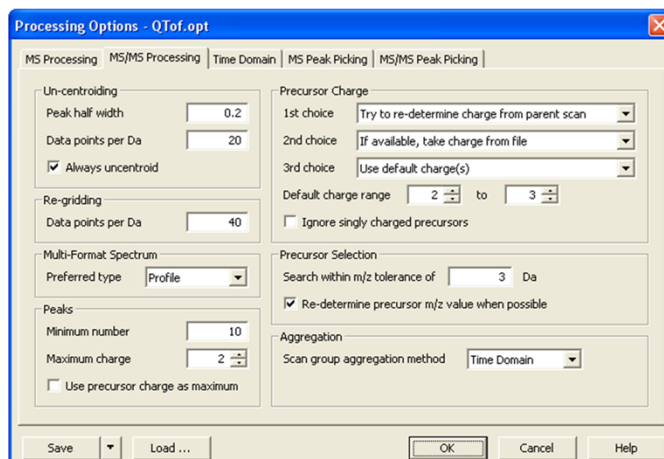 Processing Options - QTof.opt
MS Processing MS/MS Processing Time Domain MS Peak Picking MS/MS Peak Picking
Un-centroiding
Peak half width 0.2
Data points per Da 20
Always uncentroid
Re-gridding
Data points per Da 40
Multi-Format Spectrum
Preferred type Profile
Peaks
Minimum number 10
Maximum charge 2
Use precursor charge as maximum
Precursor Charge
1st choice Try to re-determine charge from parent scan
2nd choice If available, take charge from file
3rd choice Use default charge(s)
Default charge range 2 to 3
Ignore singly charged precursors
Precursor Selection
Search within m/z tolerance of 3 Da
Re-determine precursor m/z value when possible
Aggregation
Scan group aggregation method Time Domain
Save Load ... OK Cancel Help